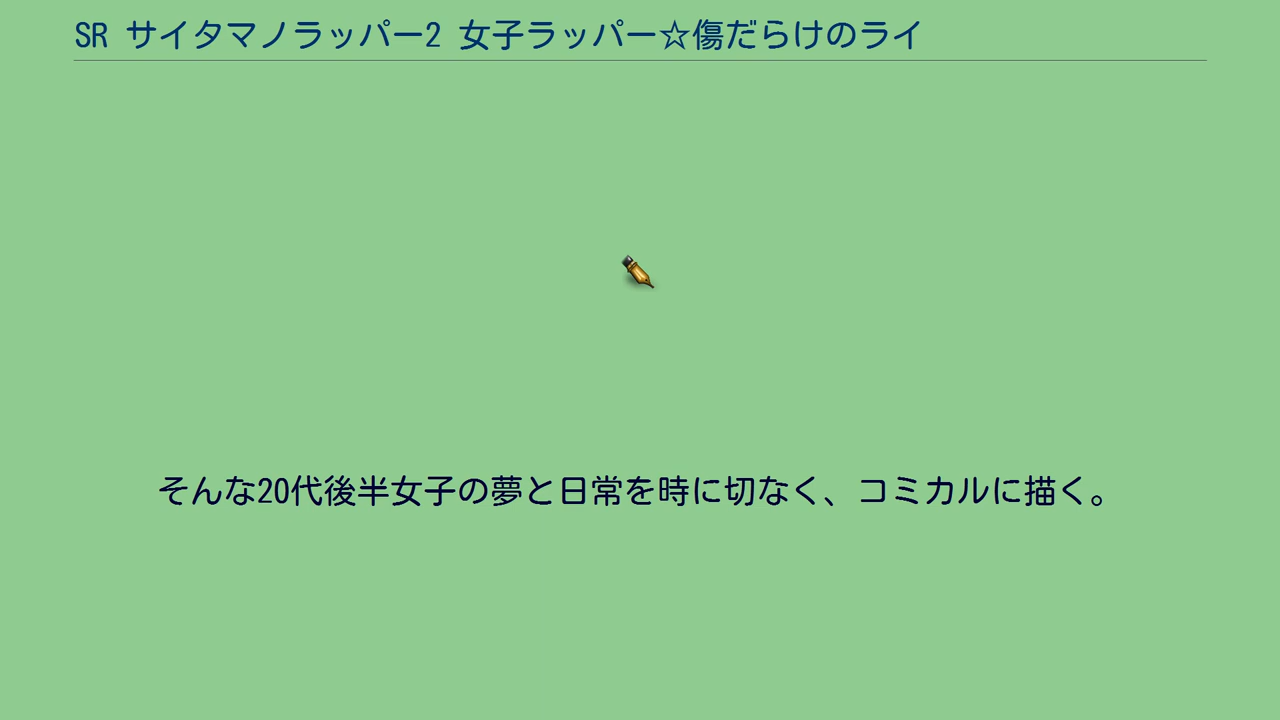 SR サイタマノラッパー2 女子ラッパー☆傷だらけのライ
そんな20代後半女子の夢と日常を時に切なく、コミカルに描く。